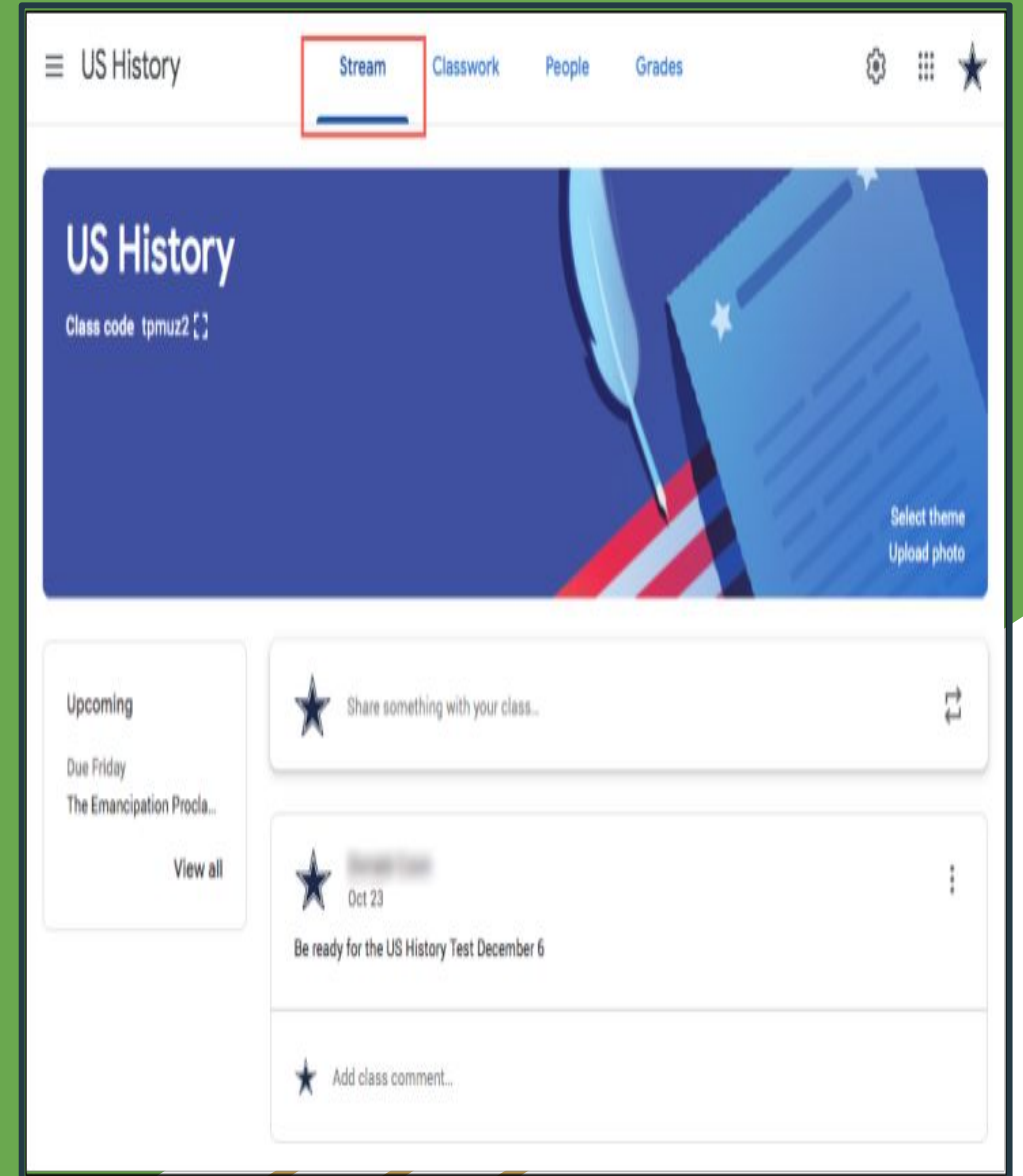 US History
Stream Classwork People Grades
US History
Class code tpmuz2
Select theme
Upload photo
Upcoming
Due Friday
The Emancipation Procla...
View all
Share something with your class...
Oct 23
Be ready for the US History Test December 6
Add class comment...